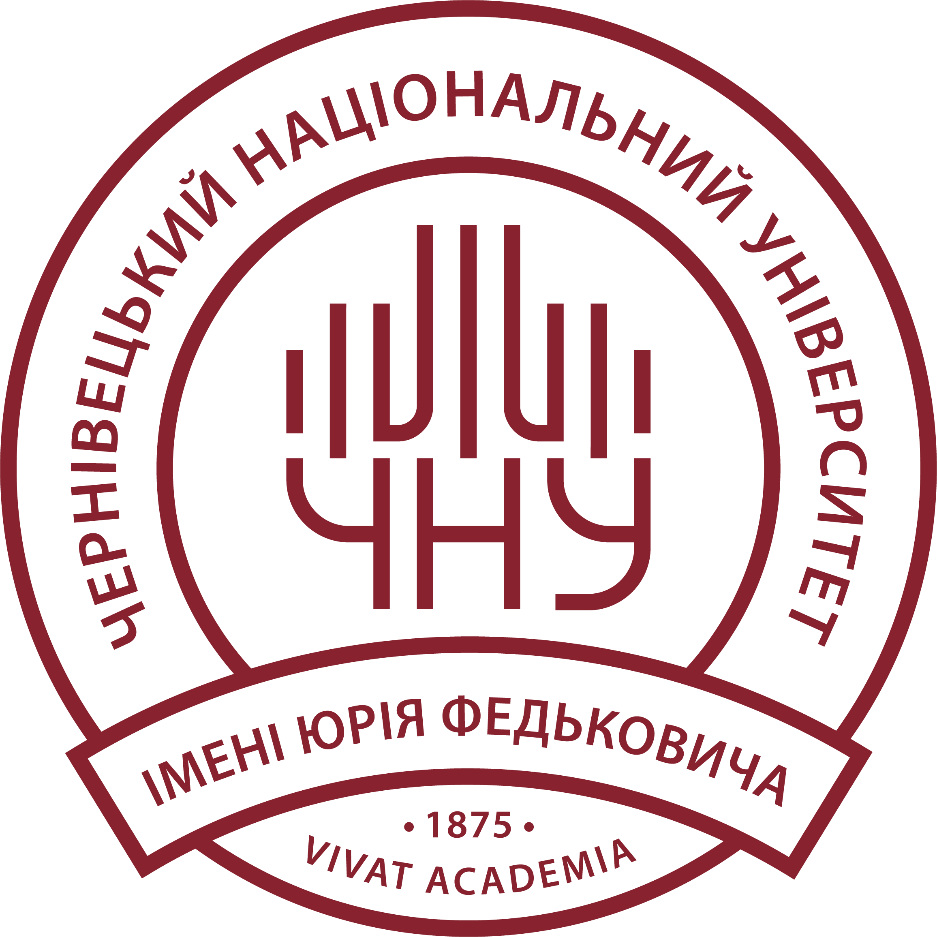 ЧЕРНІВЕЦЬКИЙ НАЦІОНАЛЬНИЙ УНІВЕРСИТЕТ
ЧНУ
ІМЕНІ ЮРІЯ ФЕДЬКОВИЧА
• 1875 •
VIVAT ACADEMIA